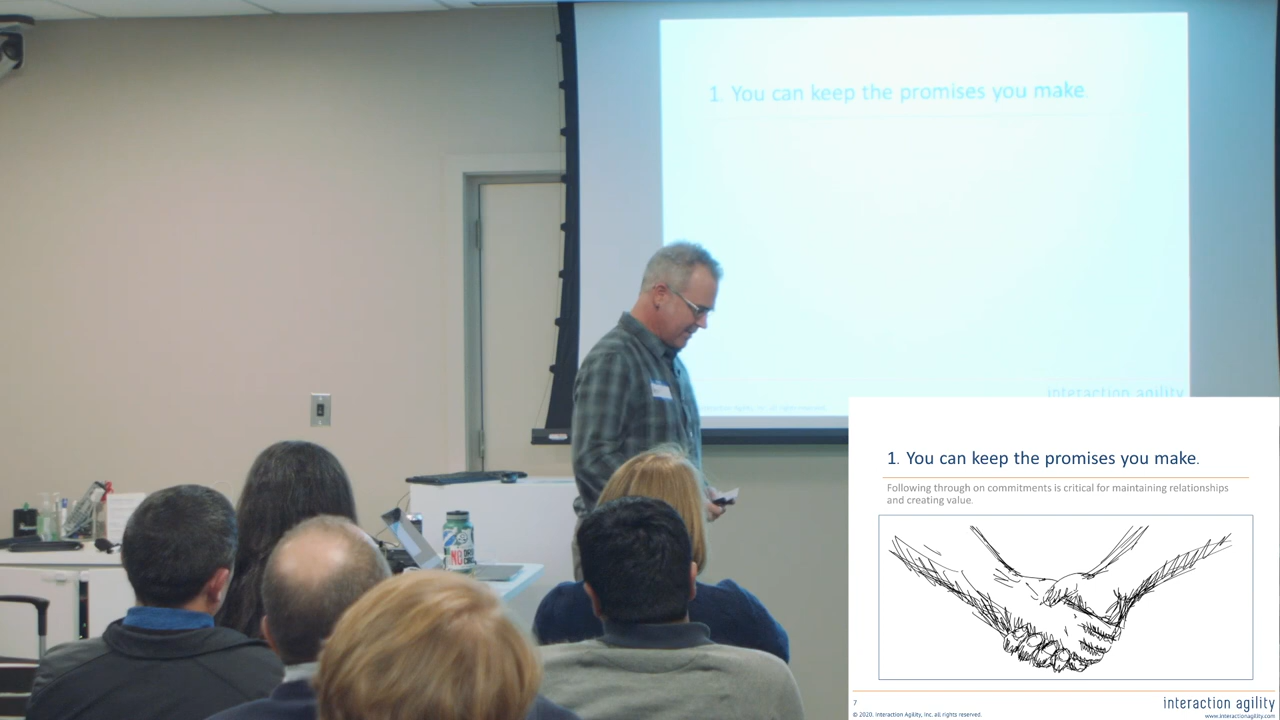 1. You can keep the promises you make.
interaction agility
1. You can keep the promises you make.
Following through on commitments is critical for maintaining relationships
and creating value.
7
© 2020. Interaction Agility, Inc. all rights reserved.
interaction agility
www.interactionagility.com